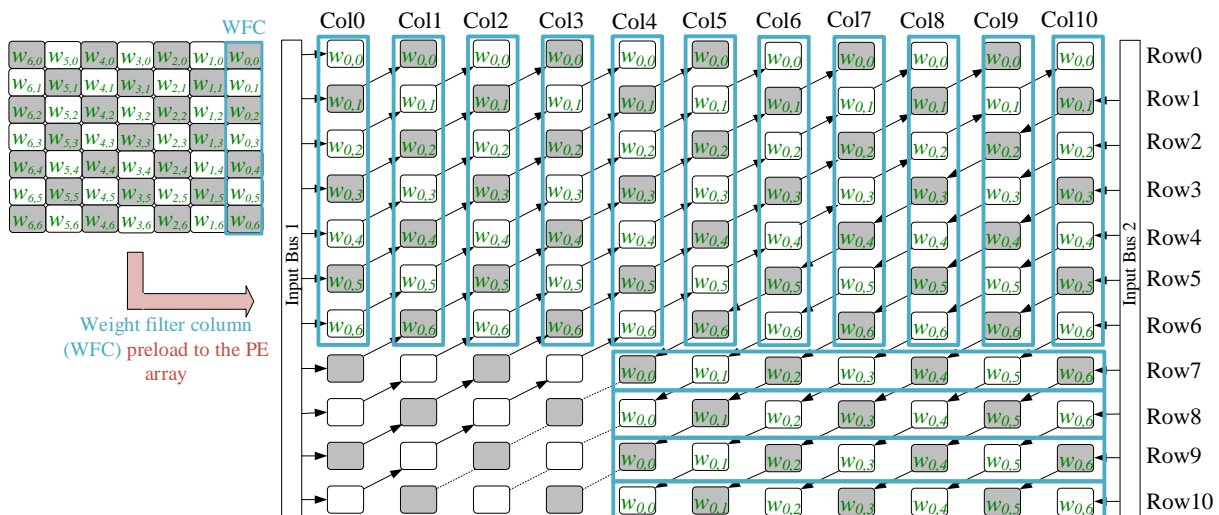 WFC
Col0 Col1 Col2 Col3 Col4 Col5 Col6 Col7 Col8 Col9 Col10
w6,0 w5,0 w4,0 w3,0 w2,0 w1,0 w0,0
w6,1 w5,1 w4,1 w3,1 w2,1 w1,1 w0,1
w6,2 w5,2 w4,2 w3,2 w2,2 w1,2 w0,2
w6,3 w5,3 w4,3 w3,3 w2,3 w1,3 w0,3
w6,4 w5,4 w4,4 w3,4 w2,4 w1,4 w0,4
w6,5 w5,5 w4,5 w3,5 w2,5 w1,5 w0,5
w6,6 w5,6 w4,6 w3,6 w2,6 w1,6 w0,6
Weight filter column
(WFC) preload to the PE
array
Input Bus 1
w0,0 w0,0 w0,0 w0,0 w0,0 w0,0 w0,0 w0,0 w0,0 w0,0 w0,0 Row0
w0,1 w0,1 w0,1 w0,1 w0,1 w0,1 w0,1 w0,1 w0,1 w0,1 w0,1 Row1
w0,2 w0,2 w0,2 w0,2 w0,2 w0,2 w0,2 w0,2 w0,2 w0,2 w0,2 Row2
w0,3 w0,3 w0,3 w0,3 w0,3 w0,3 w0,3 w0,3 w0,3 w0,3 w0,3 Row3
w0,4 w0,4 w0,4 w0,4 w0,4 w0,4 w0,4 w0,4 w0,4 w0,4 w0,4 Row4
w0,5 w0,5 w0,5 w0,5 w0,5 w0,5 w0,5 w0,5 w0,5 w0,5 w0,5 Row5
w0,6 w0,6 w0,6 w0,6 w0,6 w0,6 w0,6 w0,6 w0,6 w0,6 w0,6 Row6
w0,0 w0,1 w0,2 w0,3 w0,4 w0,5 w0,6 Row7
w0,0 w0,1 w0,2 w0,3 w0,4 w0,5 w0,6 Row8
w0,0 w0,1 w0,2 w0,3 w0,4 w0,5 w0,6 Row9
w0,0 w0,1 w0,2 w0,3 w0,4 w0,5 w0,6 Row10
Input Bus 2